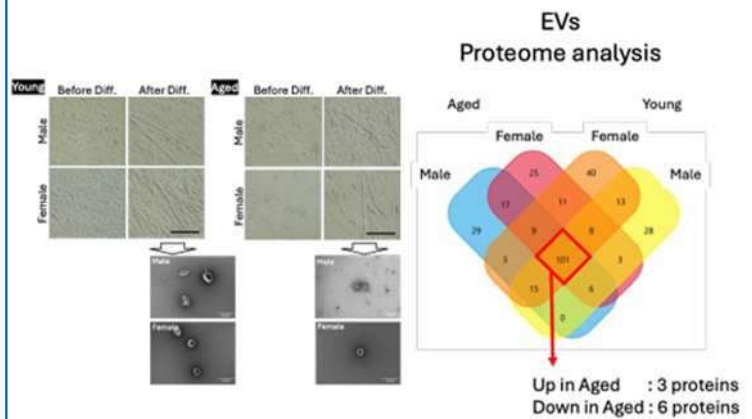 EVs
Proteome analysis
Young Before Diff. After Diff. Aged Before Diff. After Diff.
Male
Female
Male
Female
Male
Female
Male
Female
Aged Young
Female Female
Male Male
25 40
17 11 13
29 9 8 28
5 101 3
15 6
0
Up in Aged : 3 proteins
Down in Aged : 6 proteins